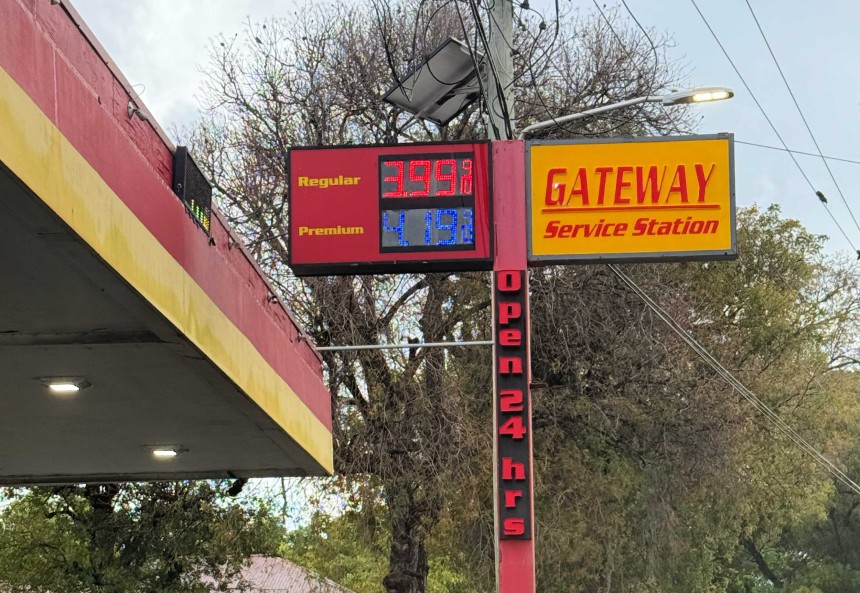 Regular 3.99 9/10
Premium 4.19 9/10
GATEWAY
Service Station
Open 24 hrs